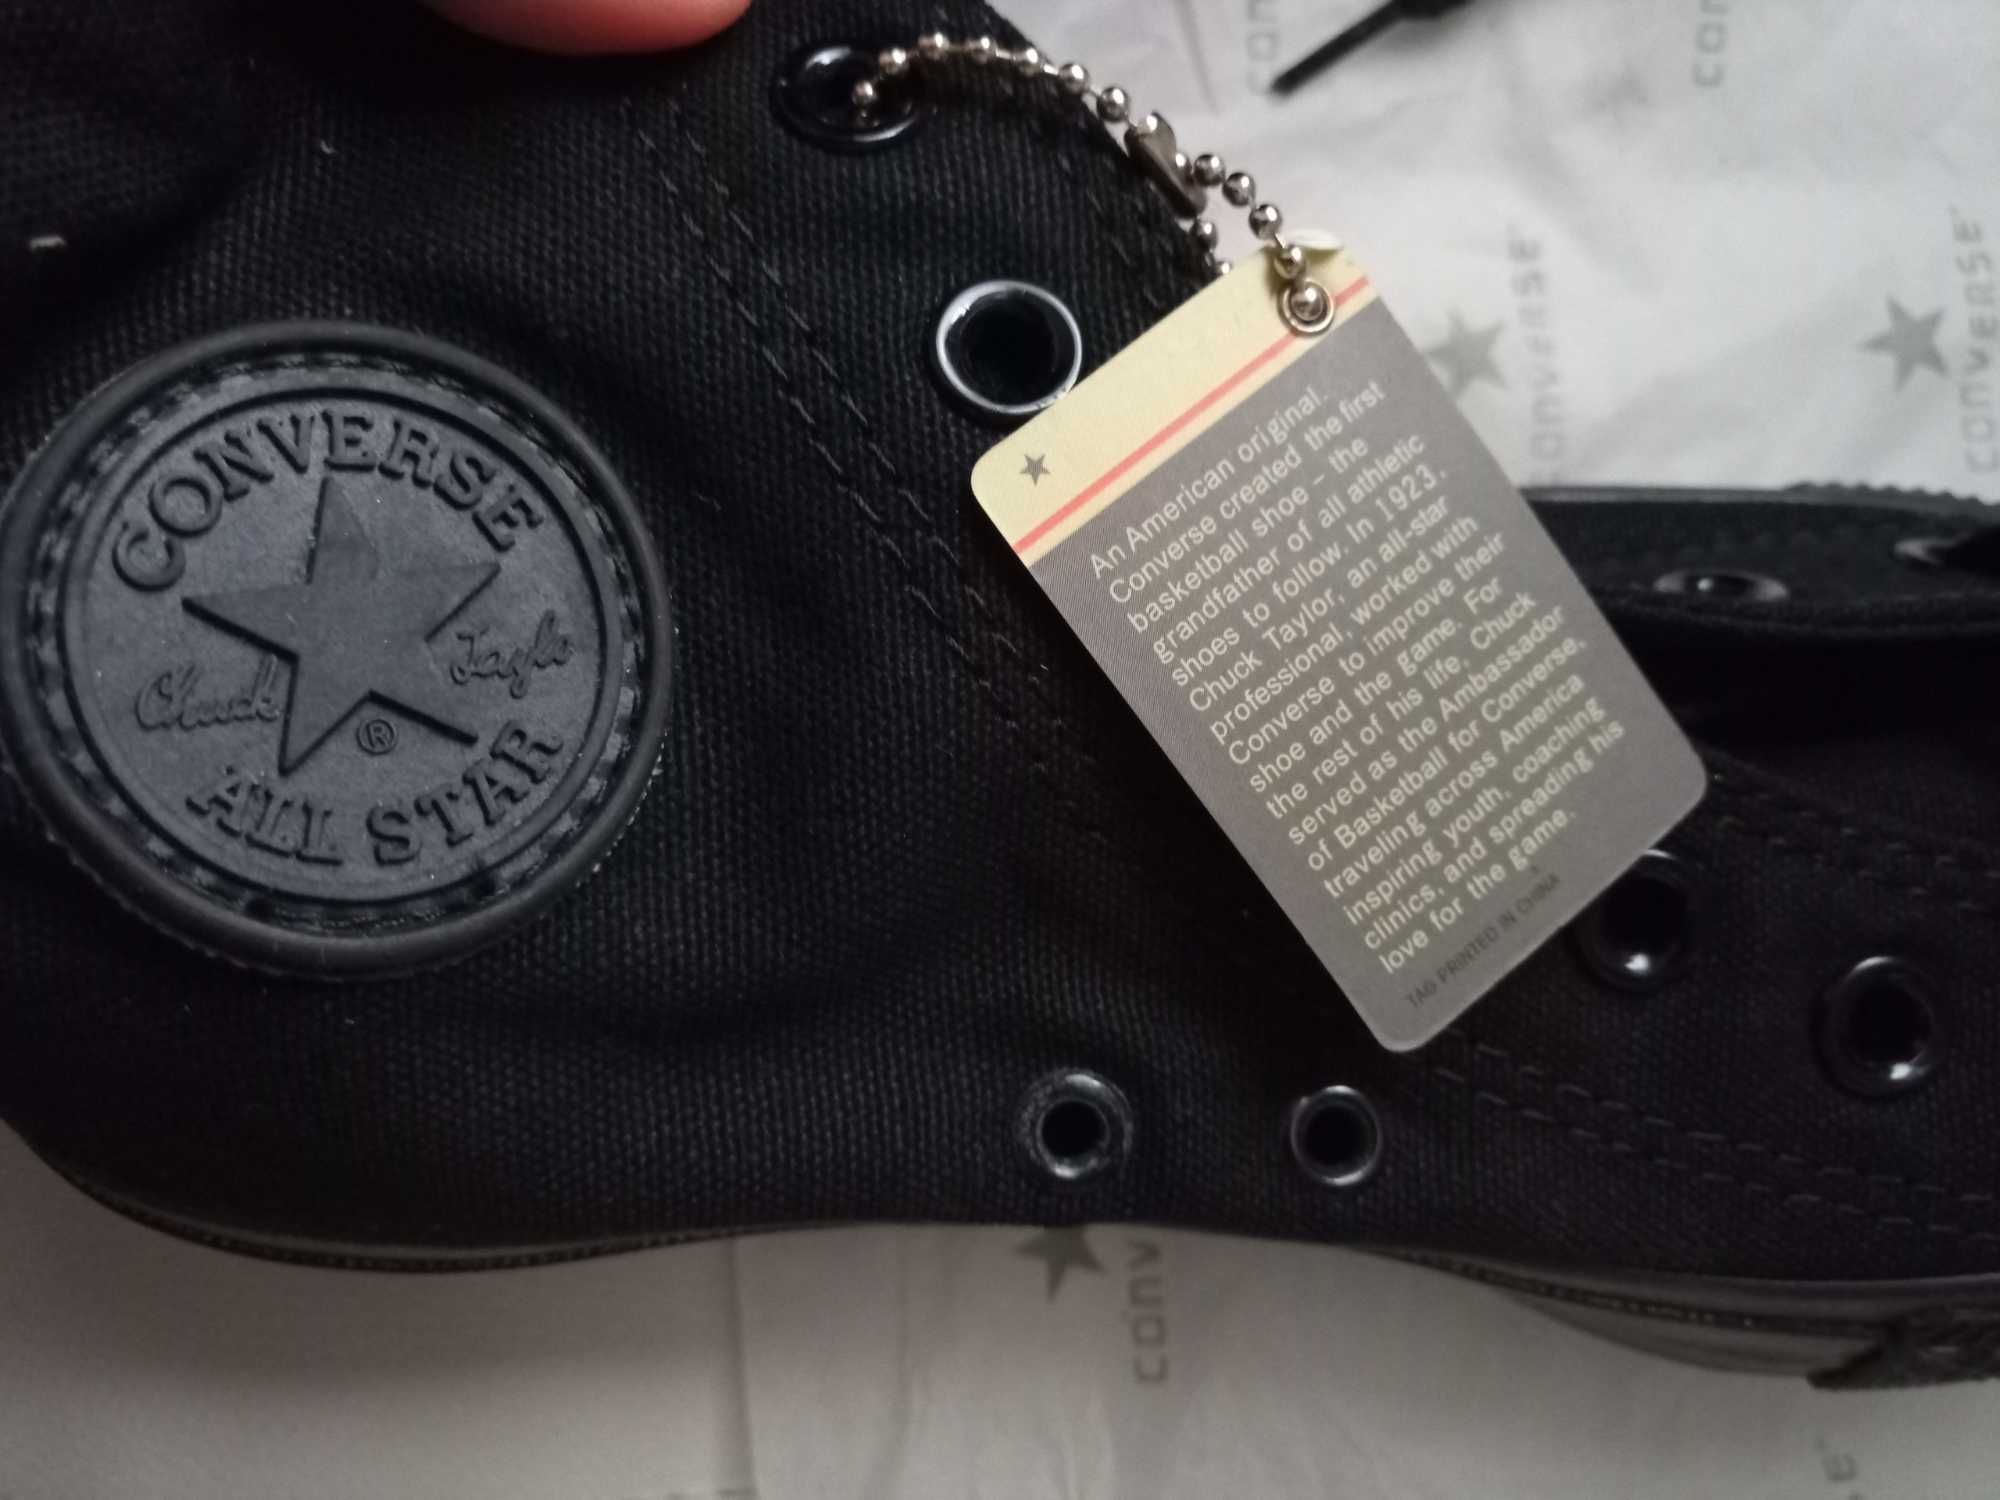 CONVERSE
Chuck Taylor
®
ALL STAR
An American original.
Converse created the first
basketball shoe – the
grandfather of all athletic
shoes to follow. In 1923,
Chuck Taylor, an all-star
professional, worked with
Converse to improve their
shoe and the game. For
the rest of his life, Chuck
served as the Ambassador
of Basketball for Converse,
travelling across America
inspiring youth, coaching
clinics, and spreading his
love for the game.
TAG PRINTED IN CHINA
con
con
CONVERSE
CONVERSE
conv